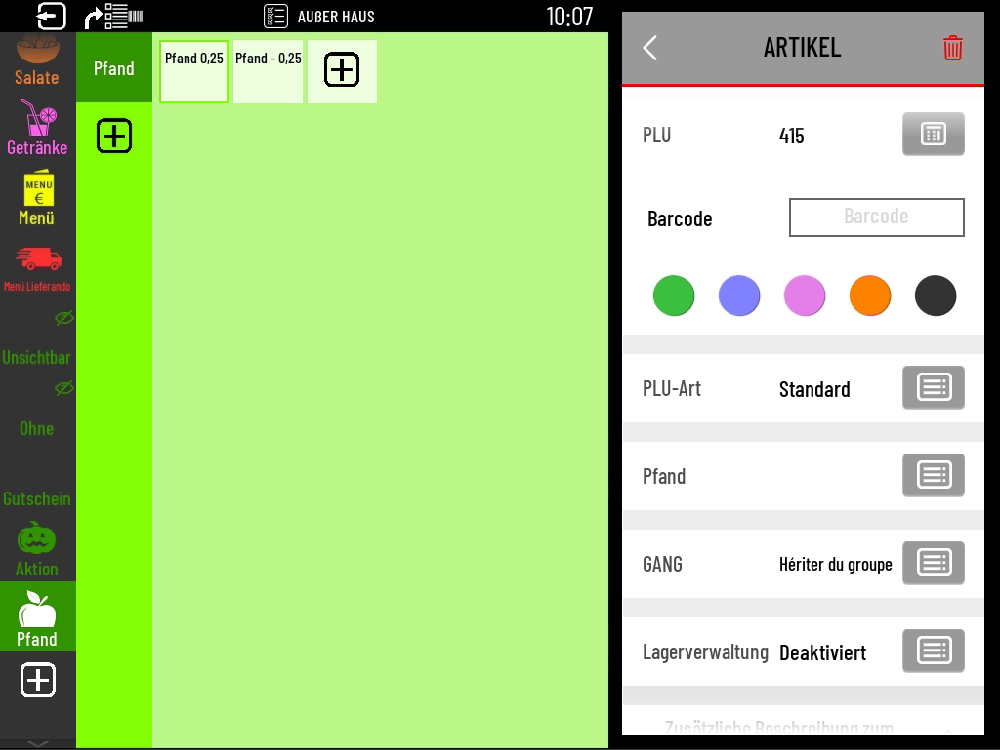 AUẞER HAUS
10:07
Salate
Getränke
MENU
€
Menü
Menü Lieferando
Unsichtbar
Ohne
Gutschein
Aktion
Pfand
Pfand
Pfand 0,25
Pfand - 0,25
ARTIKEL
PLU 415
Barcode Barcode
PLU-Art Standard
Pfand
GANG Hériter du groupe
Lagerverwaltung Deaktiviert
Zusätzliche Beschreibung zum